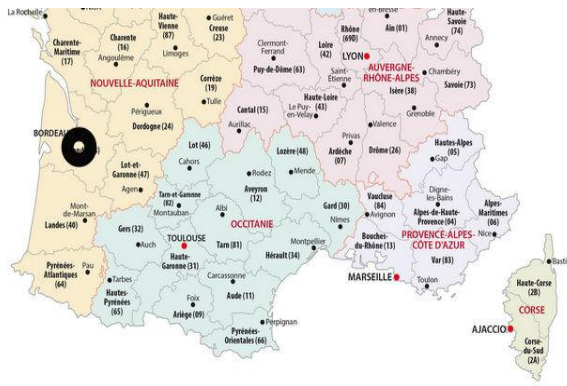 La Rochelle
Haute-
Vienne
(87)
Guéret
Creuse
(23)
Rhône
(69D)
en-Bresse
Ain (01)
Haute-
Savoie
(74)
Charente-
Maritime
(17)
Charente
(16)
Angoulême
Limoges
Clermont-
Ferrand
Puy-de-Dôme (63)
Loire
(42)
LYON
Annecy
AUVERGNE-
RHÔNE-ALPES
Chambéry
Savoie (73)
NOUVELLE-AQUITAINE
Corrèze
(19)
Tulle
Saint-
Étienne
Isère (38)
Périgueux
Dordogne (24)
Cantal (15)
Aurillac
Haute-Loire
(43)
Le Puy-
en-Velay
Grenoble
Valence
Privas
Ardèche
(07)
Drôme (26)
BORDEA
Lot (46)
Cahors
Lozère (48)
Mende
Hautes-Alpes
(05)
Gap
Lot-et-
Garonne
(47)
Agen
Rodez
Aveyron
(12)
Tarn-et-Garonne
(82)
Montauban
Albi
Gard (30)
Nîmes
Vaucluse
(84)
Avignon
Digne-
les-Bains
Alpes-de-Haute-
Provence (04)
Alpes-
Maritimes
(06)
Nice
Mont-
de-Marsan
Landes (40)
Gers (32)
Auch
OCCITANIE
TOULOUSE
Haute-
Garonne (31)
Tarn (81)
Montpellier
Hérault (34)
Bouches-
du-Rhône (13)
PROVENCE-ALPES-
CÔTE D'AZUR
Var (83)
MARSEILLE
Toulon
Pyrénées-
Atlantiques
(64)
Pau
Tarbes
Hautes-
Pyrénées
(65)
Carcassonne
Aude (11)
Foix
Ariège (09)
Perpignan
Pyrénées-
Orientales (66)
Basti
Haute-Corse
(2B)
CORSE
AJACCIO
Corse-
du-Sud
(2A)